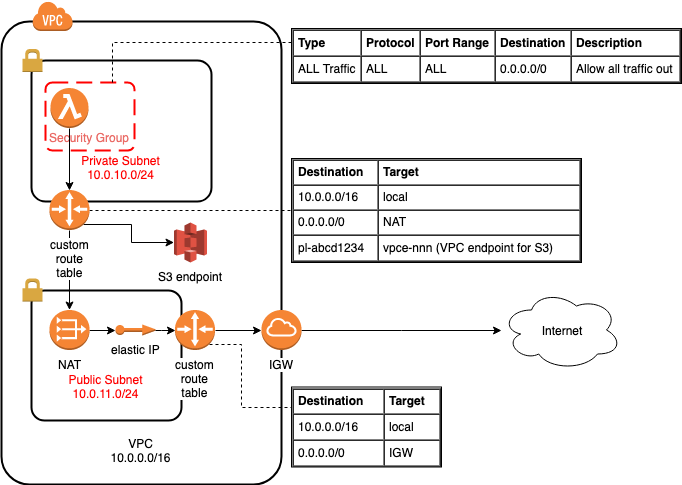 VPC
Type Protocol Port Range Destination Description
ALL Traffic ALL ALL 0.0.0.0/0 Allow all traffic out
Security Group
Private Subnet
10.0.10.0/24
Destination Target
10.0.0.0/16 local
0.0.0.0/0 NAT
pl-abcd1234 vpce-nnn (VPC endpoint for S3)
custom
route
table
S3 endpoint
NAT
elastic IP
Public Subnet
10.0.11.0/24
custom
route
table
IGW
Internet
Destination Target
10.0.0.0/16 local
0.0.0.0/0 IGW
VPC
10.0.0.0/16